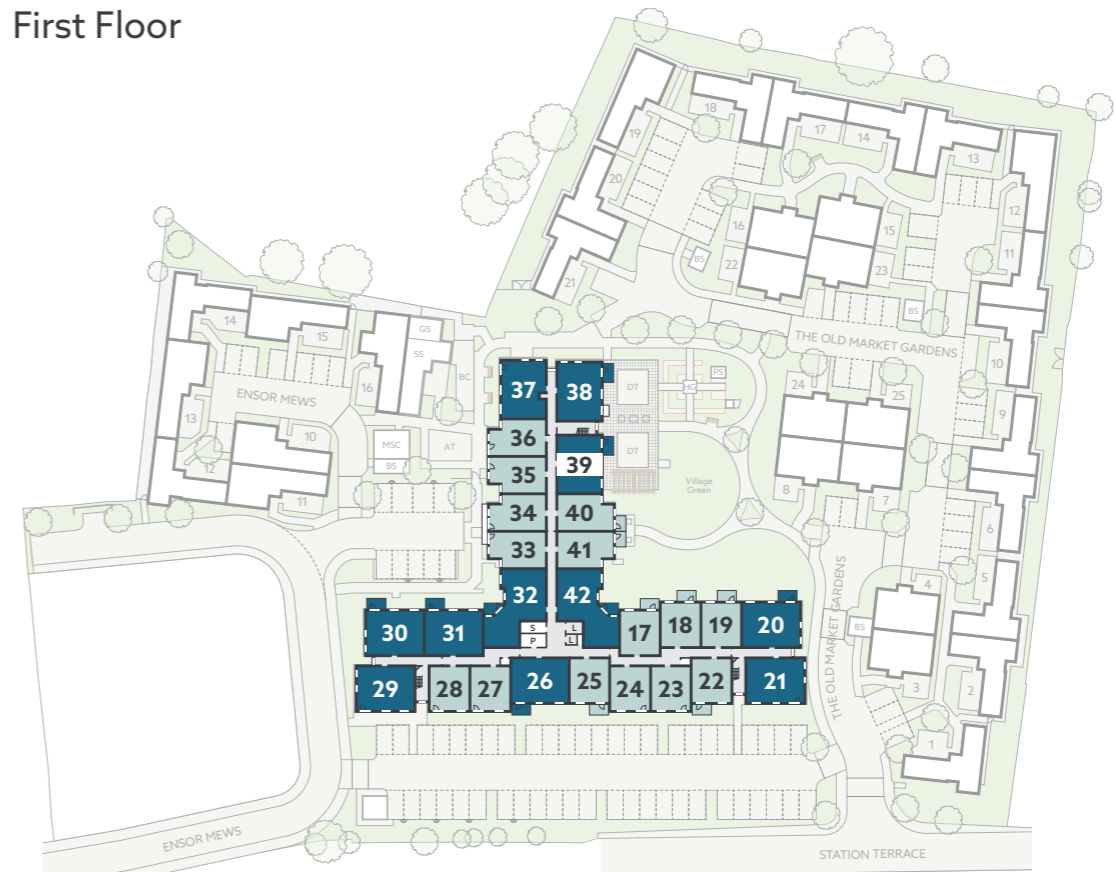 First Floor
18
17
14
13
19
20
12
16
15
11
22
BS
23
21
BS
THE OLD MARKET GARDENS
10
14
15
GS
SS
16
BC
ENSOR MEWS
13
10
12
11
MSC
BS
AT
DT
HG
PS
DT
Village
Green
24
25
9
8
7
6
5
4
BS
3
2
1
THE OLD MARKET GARDENS
37
38
36
39
35
34
40
33
41
32
42
S
P
L
L
30
31
17
18
19
20
29
28
27
26
25
24
23
22
21
ENSOR MEWS
STATION TERRACE